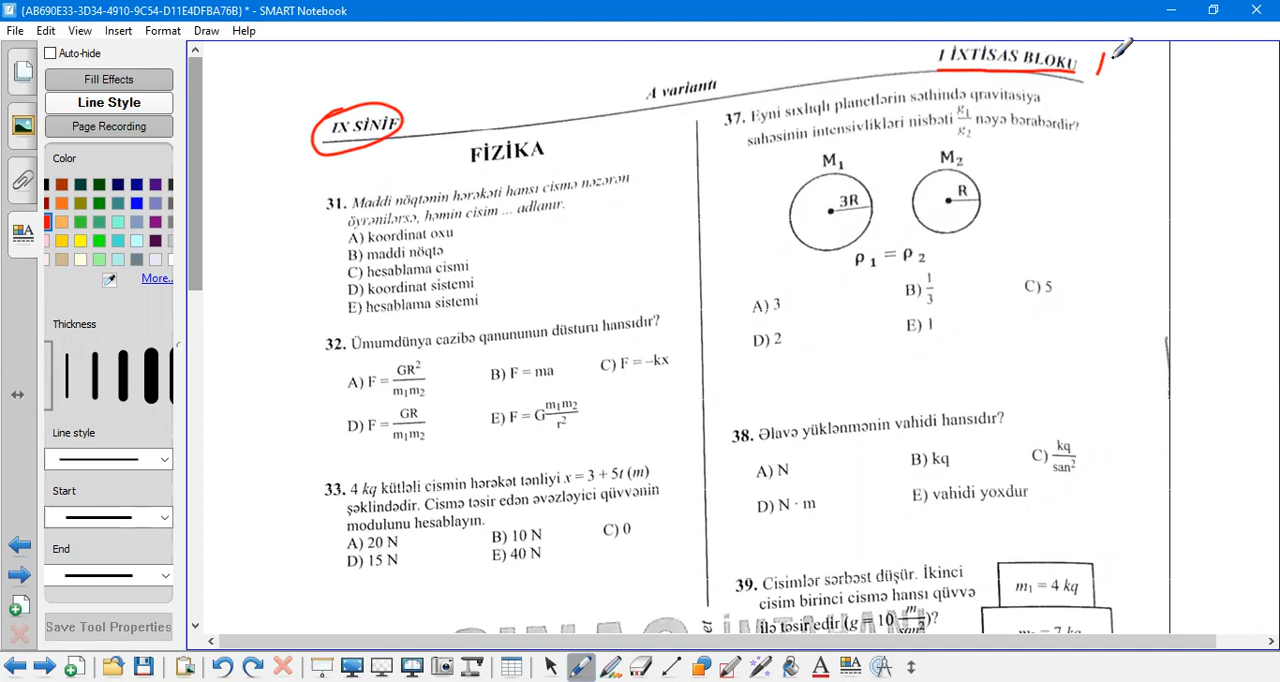 {AB690E33-3D34-4910-9C54-D11E4DFBA76B} * - SMART Notebook
File Edit View Insert Format Draw Help
Auto-hide
Fill Effects
Line Style
Page Recording
Color
More..
Thickness
Line style
Start
End
Save Tool Properties
I İXTİSAS BLOKU
A variantı
IX SİNİF
FİZİKA
31. Maddi nöqtənin hərəkəti hansı cismə nəzərən
öyrənilərsə, həmin cisim ... adlanır.
A) koordinat oxu
B) maddi nöqtə
C) hesablama cismi
D) koordinat sistemi
E) hesablama sistemi
32. Ümumdünya cazibə qanununun düsturu hansıdır?
A) F = GR²/m₁m₂ B) F = ma C) F = –kx
D) F = GR/m₁m₂ E) F = G m₁m₂/r²
33. 4 kq kütləli cismin hərəkət tənliyi x = 3 + 5t (m)
şəklindədir. Cismə təsir edən əvəzləyici qüvvənin
modulunu hesablayın.
A) 20 N B) 10 N C) 0
D) 15 N E) 40 N
37. Eyni sıxlıqlı planetlərin səthində qravitasiya
sahəsinin intensivlikləri nisbəti g₁/g₂ nəyə bərabərdir?
M₁ M₂
3R R
ρ₁ = ρ₂
A) 3 B) 1/3 C) 5
D) 2 E) 1
38. Əlavə yüklənmənin vahidi hansıdır?
A) N B) kq C) kq/san²
D) N · m E) vahidi yoxdur
39. Cisimlər sərbəst düşür. İkinci
cisim birinci cismə hansı qüvvə
ilə təsir edir (g = 10 m/san²)?
m₁ = 4 kq